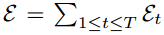 ℰ = ∑_{1≤t≤T} ℰ_t